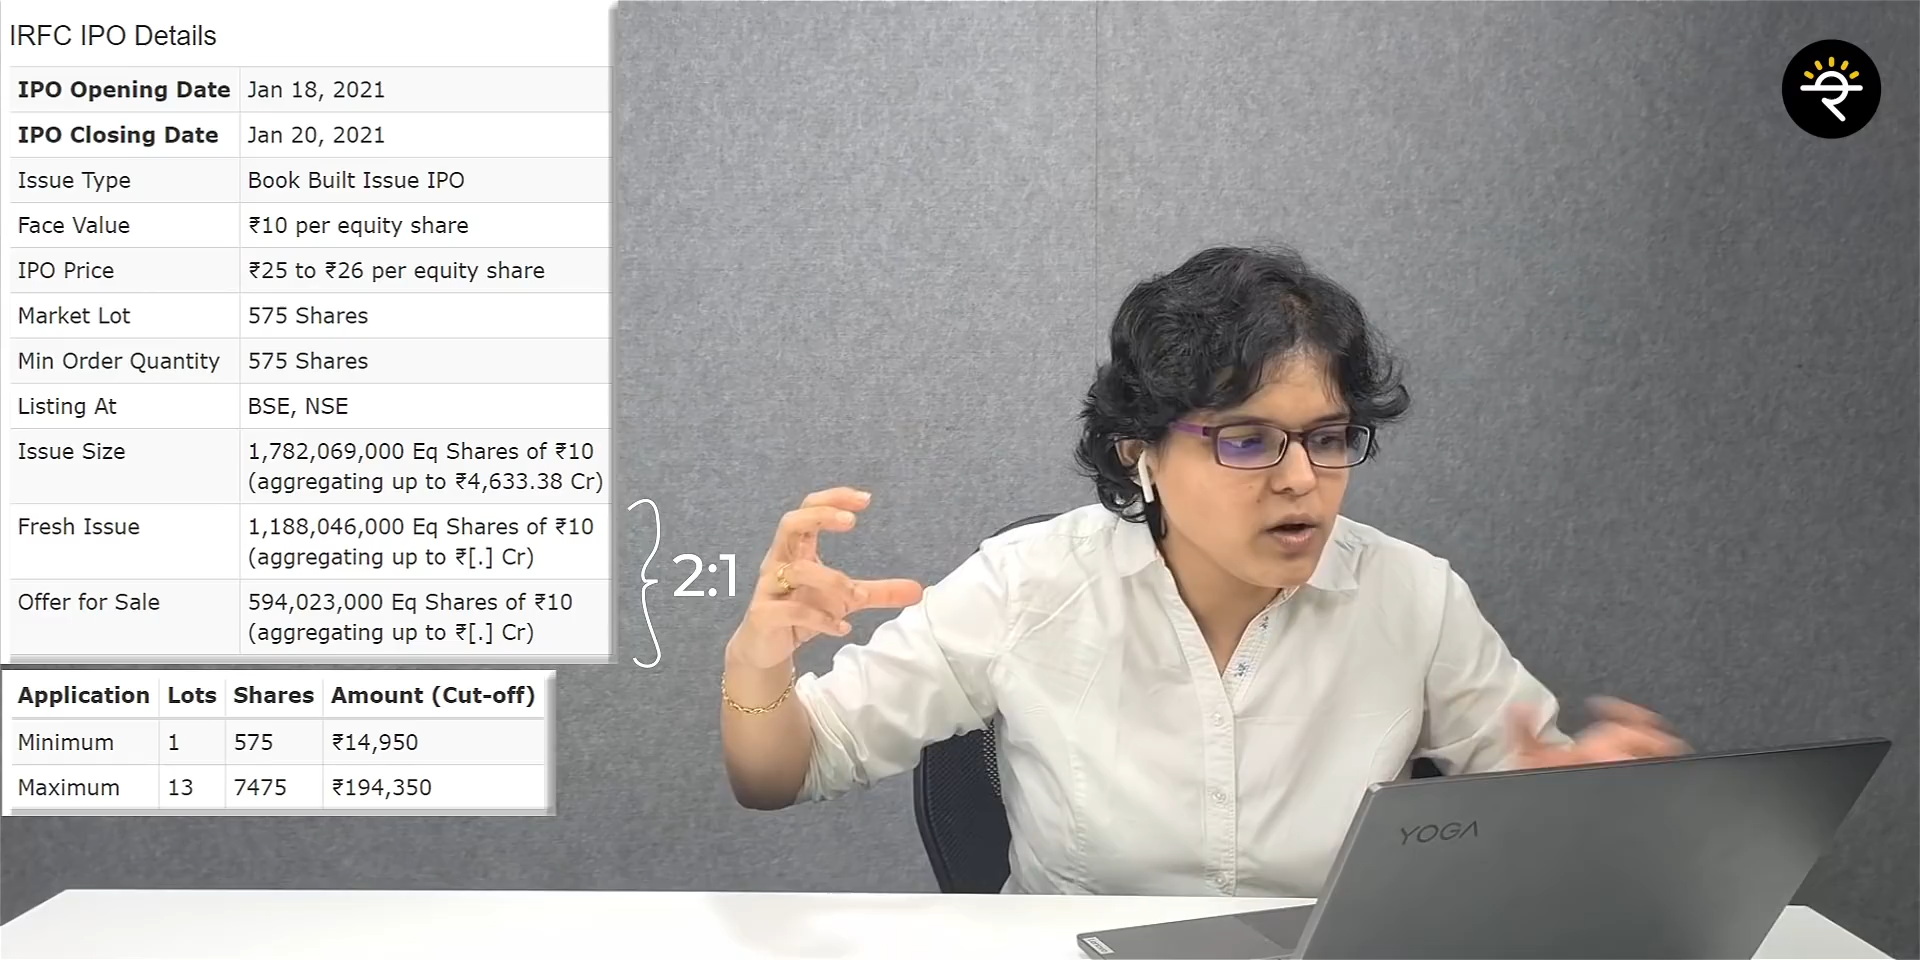 IRFC IPO Details
IPO Opening Date Jan 18, 2021
IPO Closing Date Jan 20, 2021
Issue Type Book Built Issue IPO
Face Value ₹10 per equity share
IPO Price ₹25 to ₹26 per equity share
Market Lot 575 Shares
Min Order Quantity 575 Shares
Listing At BSE, NSE
Issue Size 1,782,069,000 Eq Shares of ₹10
(aggregating up to ₹4,633.38 Cr)
Fresh Issue 1,188,046,000 Eq Shares of ₹10
(aggregating up to ₹[.] Cr)
2:1
Offer for Sale 594,023,000 Eq Shares of ₹10
(aggregating up to ₹[.] Cr)
Application Lots Shares Amount (Cut-off)
Minimum 1 575 ₹14,950
Maximum 13 7475 ₹194,350
YOGA
Lenovo